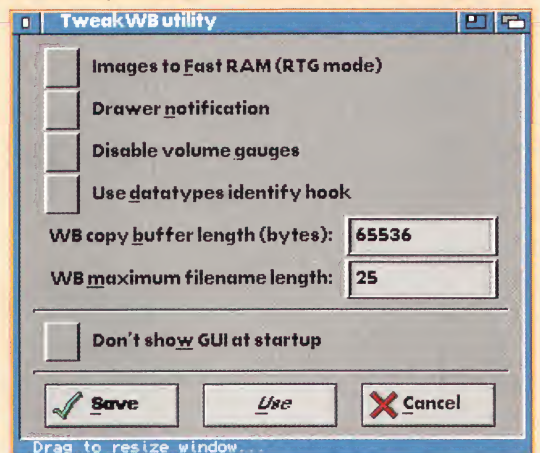 TweakWB utility
Images to Fast RAM (RTG mode)
Drawer notification
Disable volume gauges
Use datatypes identify hook
WB copy buffer length (bytes): 65536
WB maximum filename length: 25
Don't show GUI at startup
Save Use Cancel
Drag to resize window...